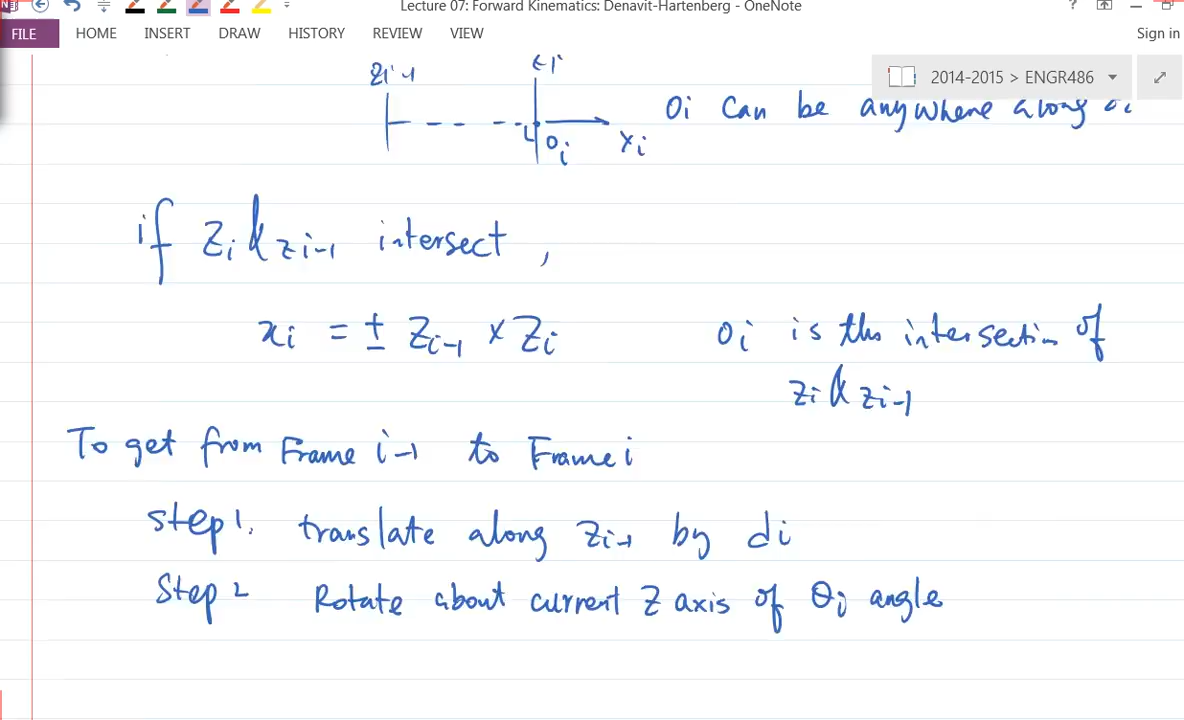 Lecture 07: Forward Kinematics: Denavit-Hartenberg - OneNote
FILE HOME INSERT DRAW HISTORY REVIEW VIEW Sign in
2014-2015 > ENGR486
Zi-1
Oi xi
Oi can be anywhere along
if Zi & Zi-1 intersect,
xi = ± Zi-1 × Zi
Oi is the intersection of
Zi & Zi-1
To get from Frame i-1 to Frame i
step 1. translate along Zi-1 by di
Step 2 Rotate about current Z axis of θi angle